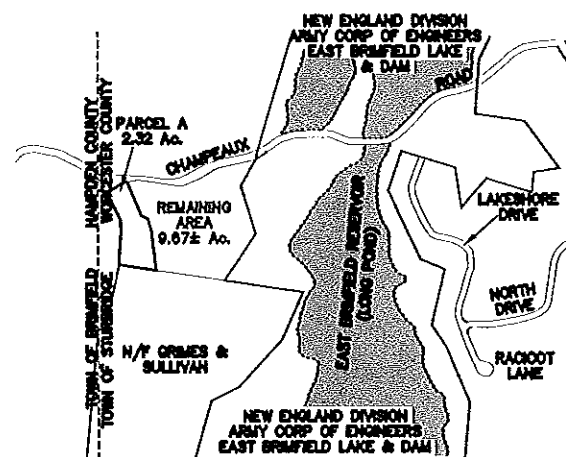 NEW ENGLAND DIVISION
ARMY CORP OF ENGINEERS
EAST BRIMFIELD LAKE
& DAM
ROAD
HAMPDEN COUNTY
WORCESTER COUNTY
PARCEL A
2.32 Ac.
CHAMPEAUX
LAKESHORE
DRIVE
REMAINING
AREA
9.67± Ac.
EAST BRIMFIELD RESERVOIR
(LONG POND)
NORTH
DRIVE
TOWN OF BRIMFIELD
TOWN OF STURBRIDGE
N/F GRIMES &
SULLIVAN
RACICOT
LANE
NEW ENGLAND DIVISION
ARMY CORP OF ENGINEERS
EAST BRIMFIELD LAKE & DAM